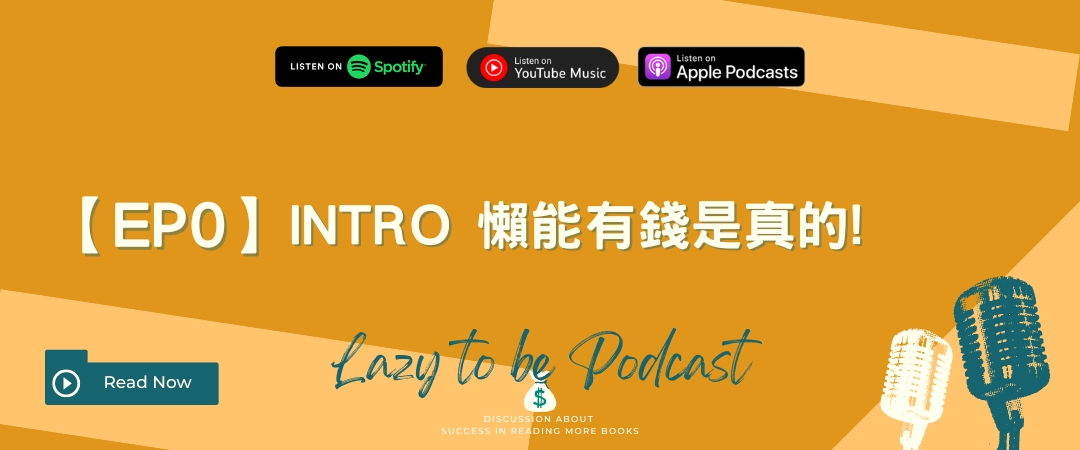 LISTEN ON Spotify
Listen on
YouTube Music
Listen on
Apple Podcasts
【EP0】INTRO 懶能有錢是真的!
Read Now
Lazy to be Podcast
$
DISCUSSION ABOUT
SUCCESS IN READING MORE BOOKS